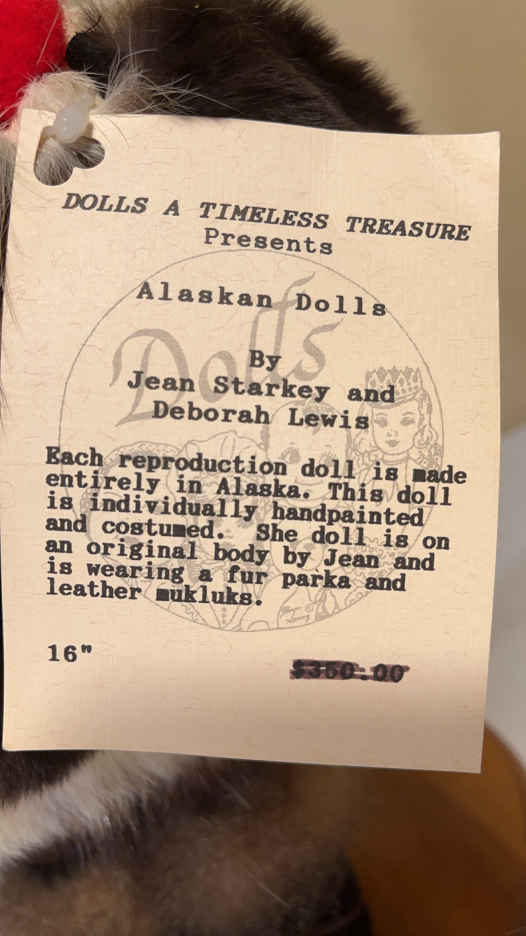 DOLLS A TIMELESS TREASURE
Presents
Alaskan Dolls
Dolls
By
Jean Starkey and
Deborah Lewis
Each reproduction doll is made
entirely in Alaska. This doll
is individually handpainted
and costumed. She doll is on
an original body by Jean and
is wearing a fur parka and
leather mukluks.
16"
$350.00